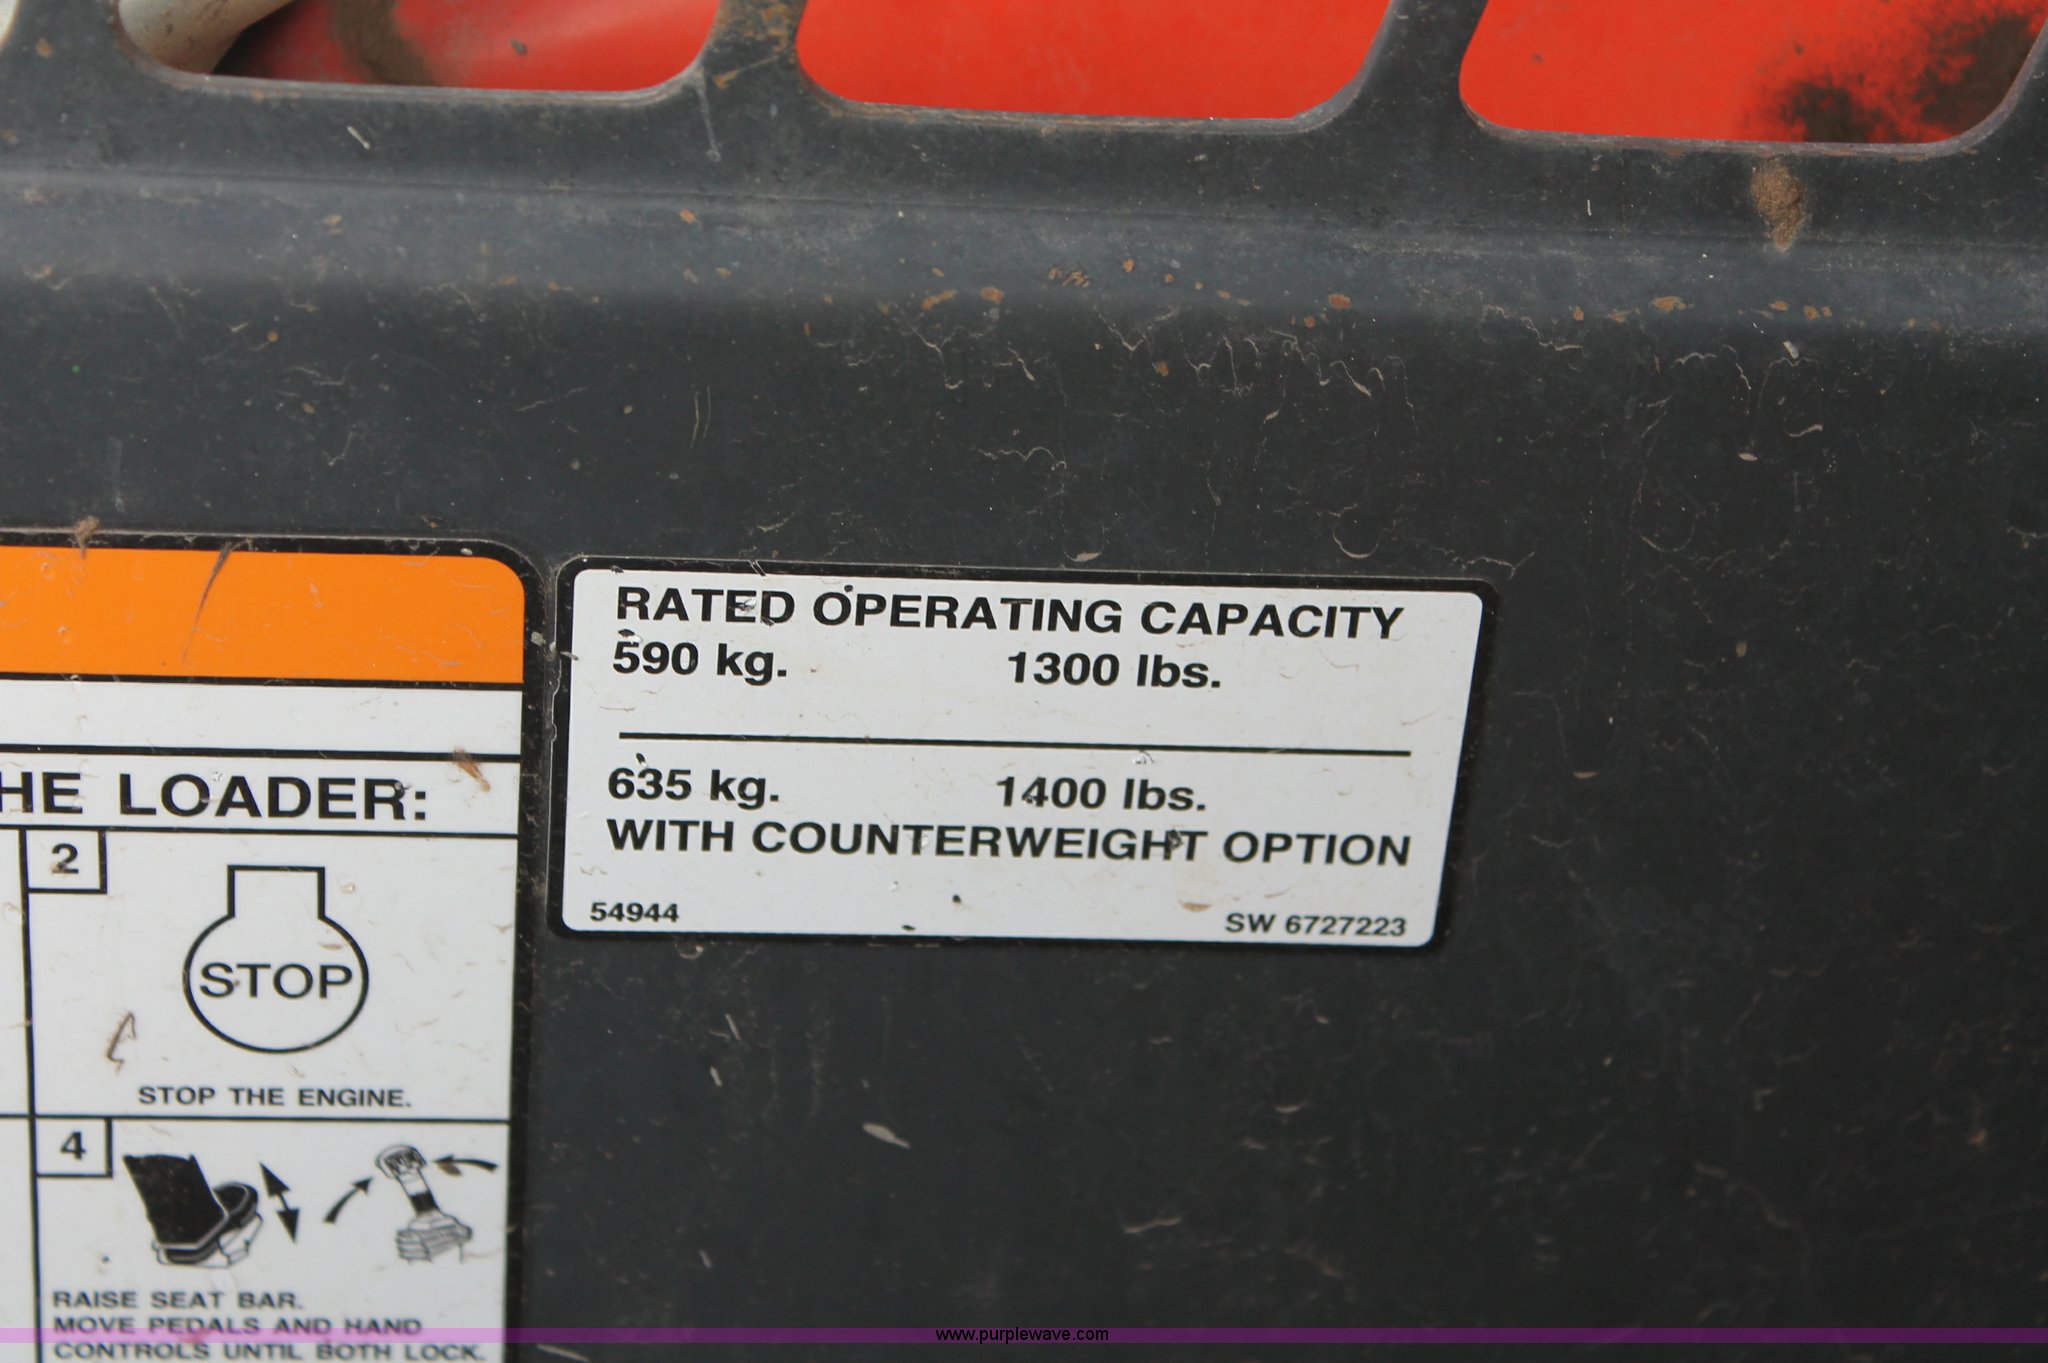 RATED OPERATING CAPACITY
590 kg. 1300 lbs.
635 kg. 1400 lbs.
WITH COUNTERWEIGHT OPTION
54944 SW 6727223
HE LOADER:
2
STOP
STOP THE ENGINE.
4
RAISE SEAT BAR.
MOVE PEDALS AND HAND
CONTROLS UNTIL BOTH LOCK.
www.purplewave.com